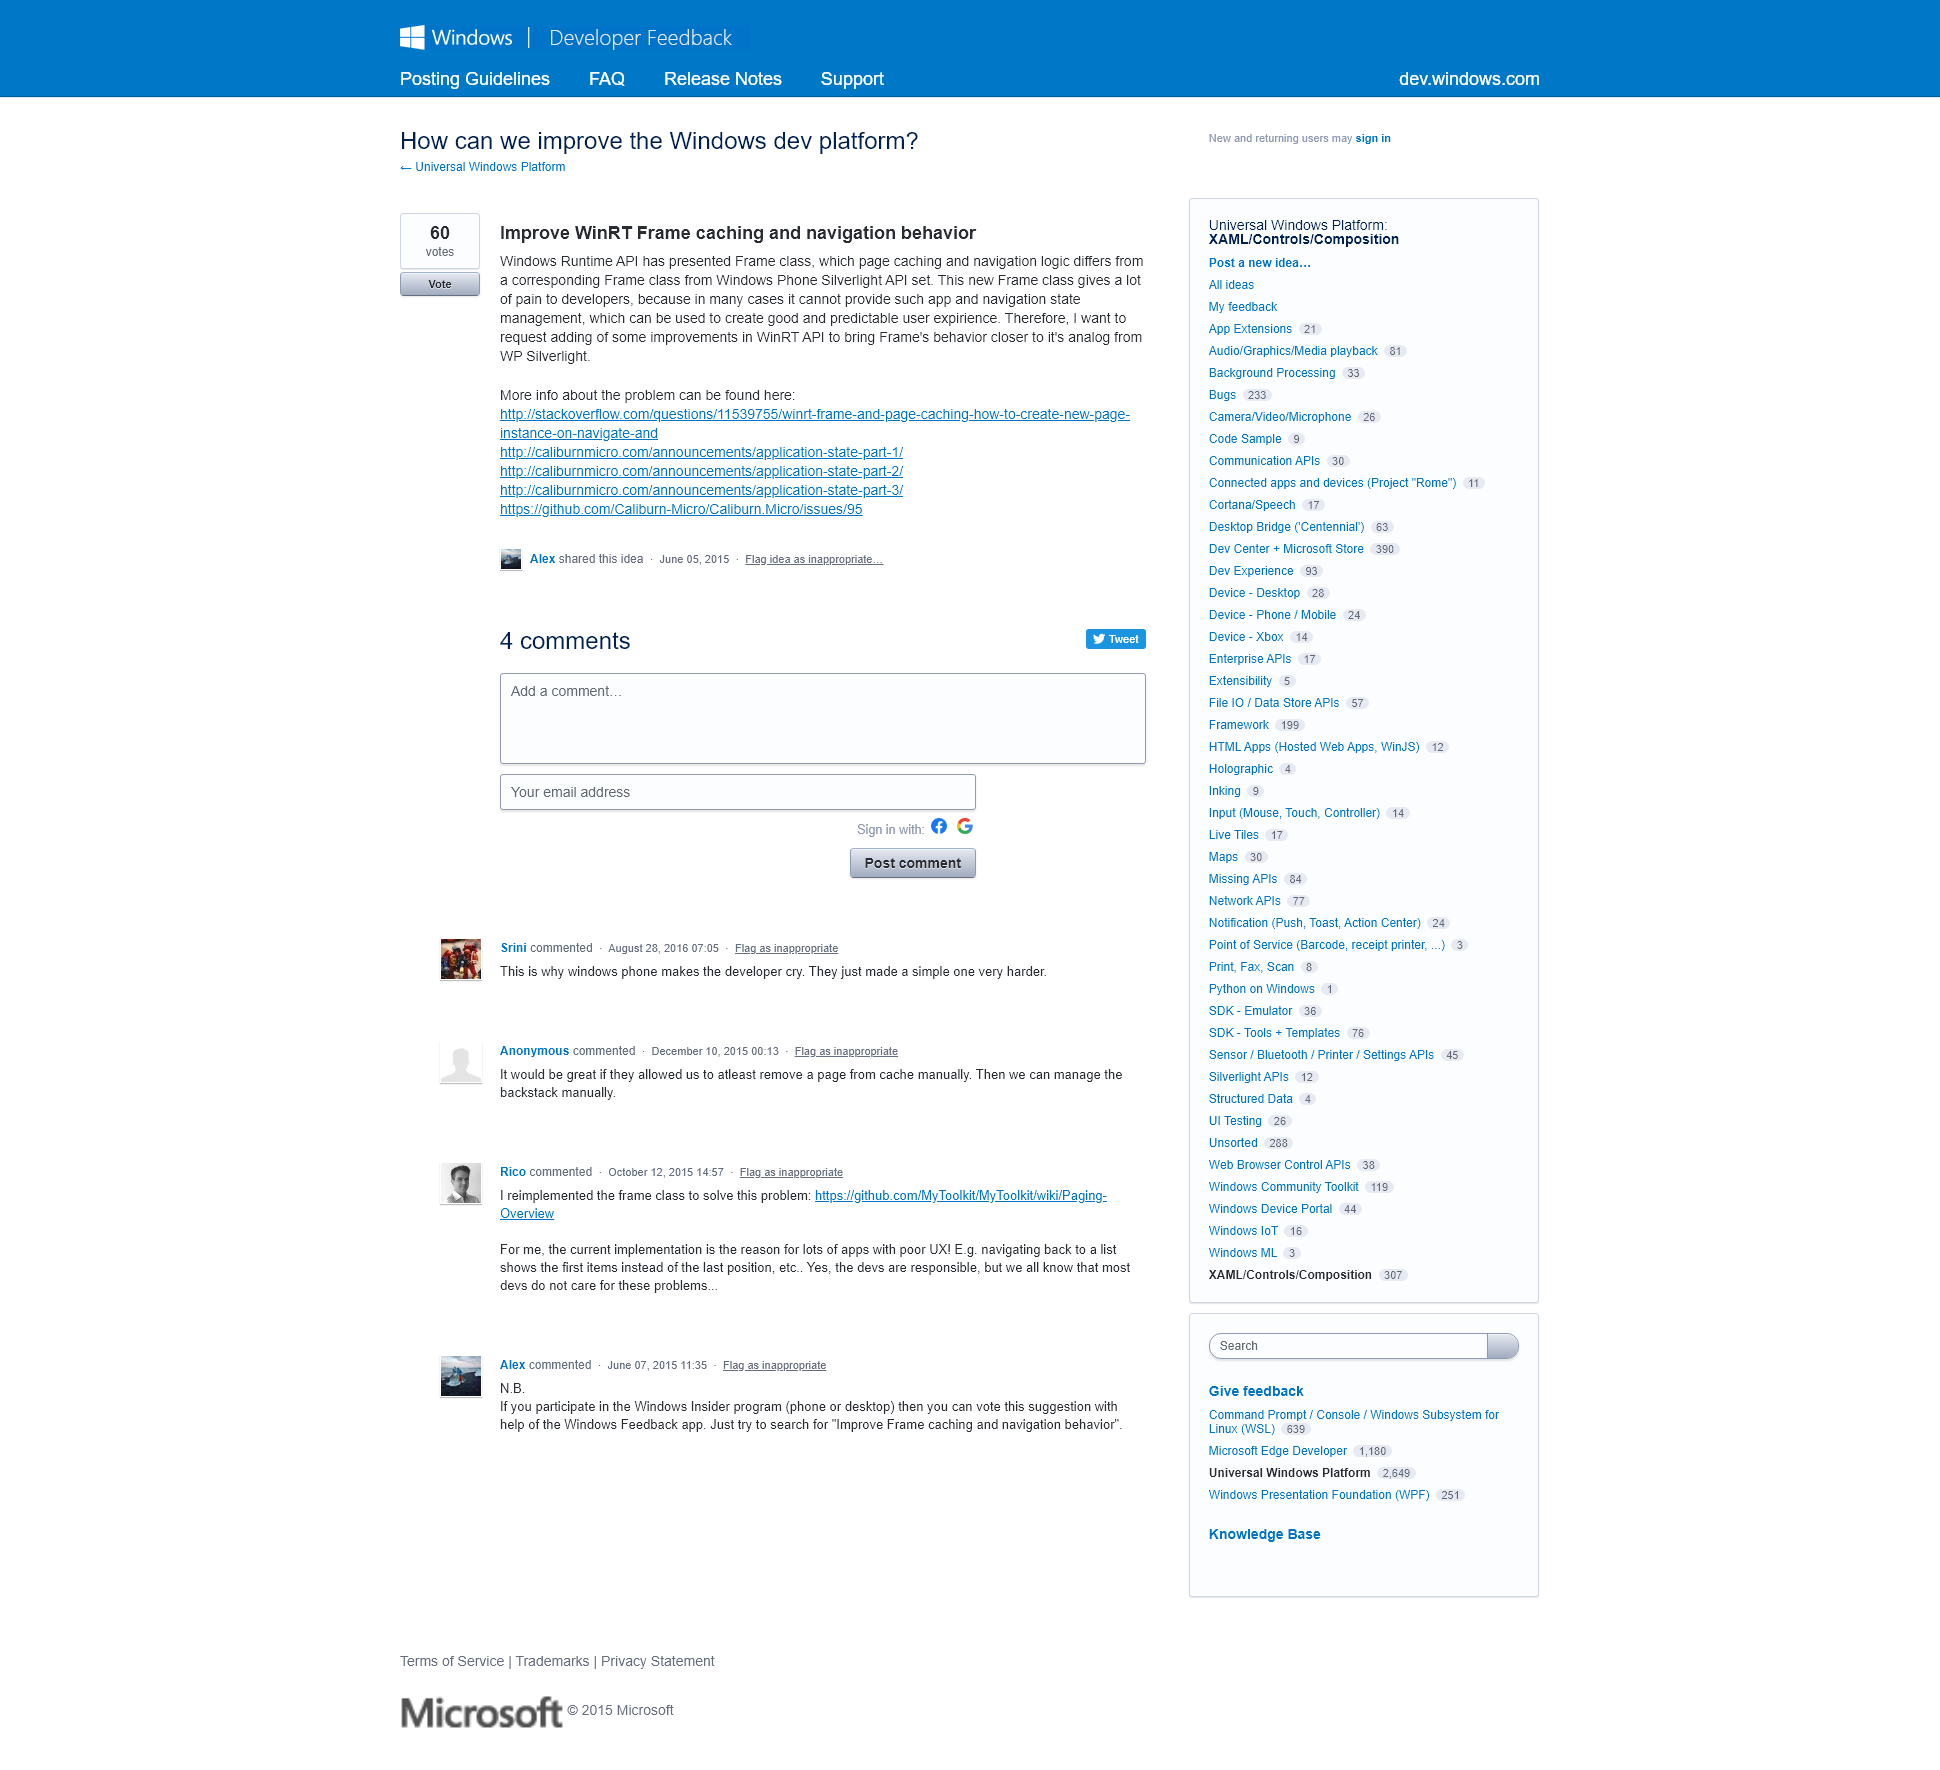 Windows | Developer Feedback
Posting Guidelines FAQ Release Notes Support dev.windows.com
How can we improve the Windows dev platform?
← Universal Windows Platform
New and returning users may sign in
60
votes
Vote
Improve WinRT Frame caching and navigation behavior
Windows Runtime API has presented Frame class, which page caching and navigation logic differs from
a corresponding Frame class from Windows Phone Silverlight API set. This new Frame class gives a lot
of pain to developers, because in many cases it cannot provide such app and navigation state
management, which can be used to create good and predictable user expirience. Therefore, I want to
request adding of some improvements in WinRT API to bring Frame's behavior closer to it's analog from
WP Silverlight.
More info about the problem can be found here:
http://stackoverflow.com/questions/11539755/winrt-frame-and-page-caching-how-to-create-new-page-
instance-on-navigate-and
http://caliburnmicro.com/announcements/application-state-part-1/
http://caliburnmicro.com/announcements/application-state-part-2/
http://caliburnmicro.com/announcements/application-state-part-3/
https://github.com/Caliburn-Micro/Caliburn.Micro/issues/95
Alex shared this idea · June 05, 2015 · Flag idea as inappropriate…
4 comments
Tweet
Add a comment…
Your email address
Sign in with:
Post comment
Srini commented · August 28, 2016 07:05 · Flag as inappropriate
This is why windows phone makes the developer cry. They just made a simple one very harder.
Anonymous commented · December 10, 2015 00:13 · Flag as inappropriate
It would be great if they allowed us to atleast remove a page from cache manually. Then we can manage the
backstack manually.
Rico commented · October 12, 2015 14:57 · Flag as inappropriate
I reimplemented the frame class to solve this problem: https://github.com/MyToolkit/MyToolkit/wiki/Paging-
Overview
For me, the current implementation is the reason for lots of apps with poor UX! E.g. navigating back to a list
shows the first items instead of the last position, etc.. Yes, the devs are responsible, but we all know that most
devs do not care for these problems...
Alex commented · June 07, 2015 11:35 · Flag as inappropriate
N.B.
If you participate in the Windows Insider program (phone or desktop) then you can vote this suggestion with
help of the Windows Feedback app. Just try to search for "Improve Frame caching and navigation behavior".
Universal Windows Platform:
XAML/Controls/Composition
Post a new idea…
All ideas
My feedback
App Extensions 21
Audio/Graphics/Media playback 81
Background Processing 33
Bugs 233
Camera/Video/Microphone 26
Code Sample 9
Communication APIs 30
Connected apps and devices (Project "Rome") 11
Cortana/Speech 17
Desktop Bridge ('Centennial') 63
Dev Center + Microsoft Store 390
Dev Experience 93
Device - Desktop 28
Device - Phone / Mobile 24
Device - Xbox 14
Enterprise APIs 17
Extensibility 5
File IO / Data Store APIs 57
Framework 199
HTML Apps (Hosted Web Apps, WinJS) 12
Holographic 4
Inking 9
Input (Mouse, Touch, Controller) 14
Live Tiles 17
Maps 30
Missing APIs 84
Network APIs 77
Notification (Push, Toast, Action Center) 24
Point of Service (Barcode, receipt printer, ...) 3
Print, Fax, Scan 8
Python on Windows 1
SDK - Emulator 36
SDK - Tools + Templates 76
Sensor / Bluetooth / Printer / Settings APIs 45
Silverlight APIs 12
Structured Data 4
UI Testing 26
Unsorted 288
Web Browser Control APIs 38
Windows Community Toolkit 119
Windows Device Portal 44
Windows IoT 16
Windows ML 3
XAML/Controls/Composition 307
Search
Give feedback
Command Prompt / Console / Windows Subsystem for
Linux (WSL) 639
Microsoft Edge Developer 1,180
Universal Windows Platform 2,649
Windows Presentation Foundation (WPF) 251
Knowledge Base
Terms of Service | Trademarks | Privacy Statement
Microsoft © 2015 Microsoft